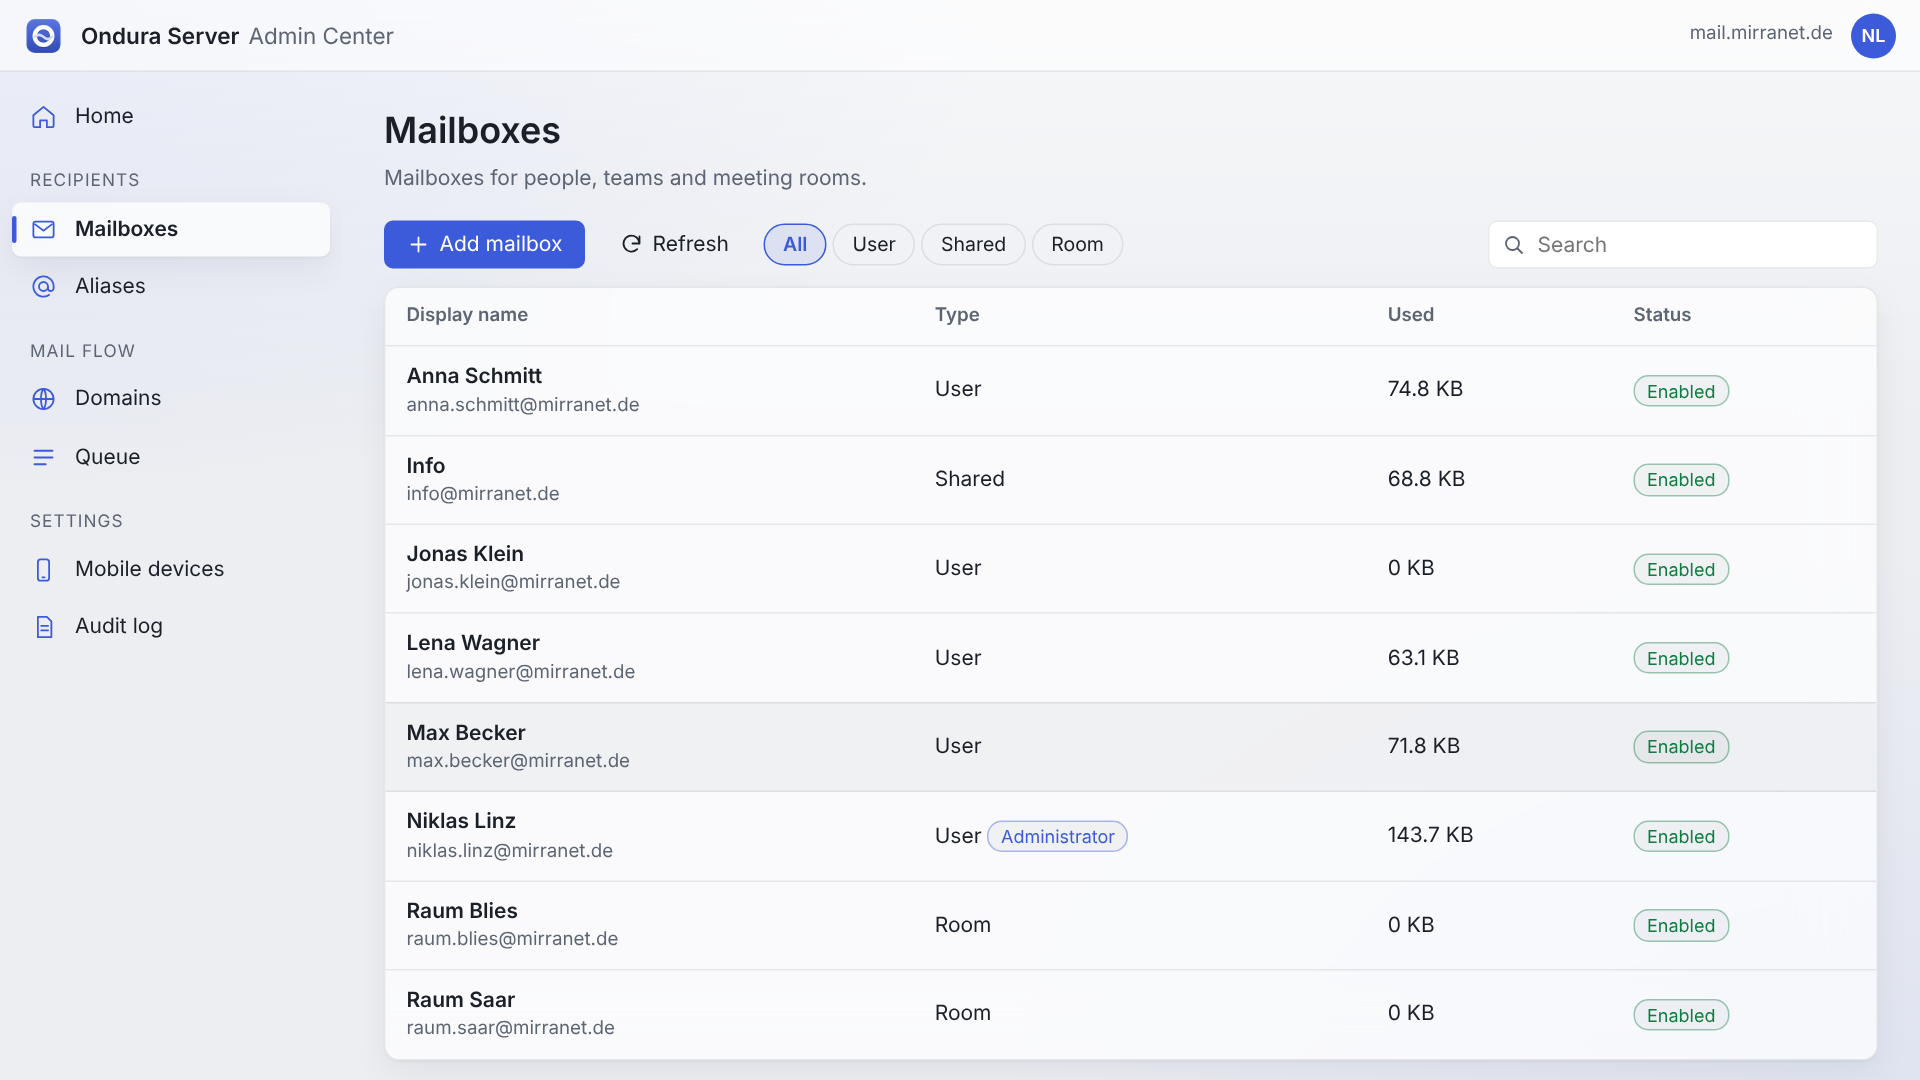 Ondura Server Admin Center
mail.mirranet.de
NL
Home
RECIPIENTS
Mailboxes
Aliases
MAIL FLOW
Domains
Queue
SETTINGS
Mobile devices
Audit log
Mailboxes
Mailboxes for people, teams and meeting rooms.
Add mailbox
Refresh
All
User
Shared
Room
Search
Display name Type Used Status
Anna Schmitt
anna.schmitt@mirranet.de
User 74.8 KB Enabled
Info
info@mirranet.de
Shared 68.8 KB Enabled
Jonas Klein
jonas.klein@mirranet.de
User 0 KB Enabled
Lena Wagner
lena.wagner@mirranet.de
User 63.1 KB Enabled
Max Becker
max.becker@mirranet.de
User 71.8 KB Enabled
Niklas Linz
niklas.linz@mirranet.de
User Administrator 143.7 KB Enabled
Raum Blies
raum.blies@mirranet.de
Room 0 KB Enabled
Raum Saar
raum.saar@mirranet.de
Room 0 KB Enabled